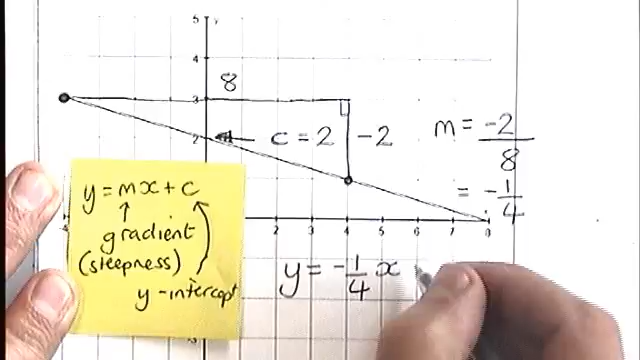 5
y
4
8
3
c = 2
-2
m = -2
8
2
= -1
4
y = mx + c
gradient
(steepness)
y-intercept
2
3
4
5
6
7
8
y = -1/4 x